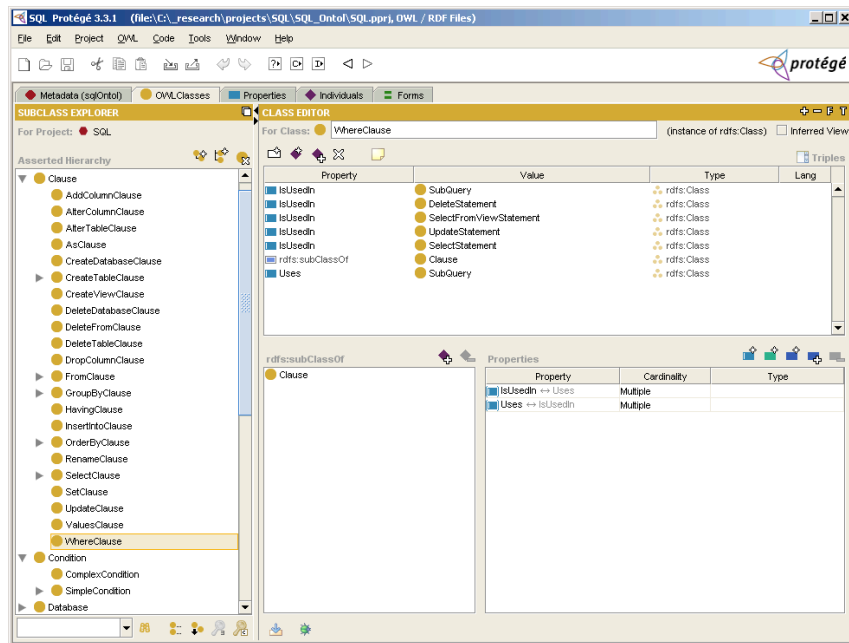 SQL Protégé 3.3.1 (file:\C:\_research\projects\SQL\SQL_Ontol\SQL.pprj, OWL / RDF Files)
File Edit Project OWL Code Tools Window Help
protégé
Metadata (sqlOntol) OWLClasses Properties Individuals Forms
SUBCLASS EXPLORER
For Project: SQL
Asserted Hierarchy
Clause
AddColumnClause
AlterColumnClause
AlterTableClause
AsClause
CreateDatabaseClause
CreateTableClause
CreateViewClause
DeleteDatabaseClause
DeleteFromClause
DeleteTableClause
DropColumnClause
FromClause
GroupByClause
HavingClause
InsertIntoClause
OrderByClause
RenameClause
SelectClause
SetClause
UpdateClause
ValuesClause
WhereClause
Condition
ComplexCondition
SimpleCondition
Database
CLASS EDITOR
For Class: WhereClause (instance of rdfs:Class) Inferred View
Triples
Property Value Type Lang
IsUsedIn SubQuery rdfs:Class
IsUsedIn DeleteStatement rdfs:Class
IsUsedIn SelectFromViewStatement rdfs:Class
IsUsedIn UpdateStatement rdfs:Class
IsUsedIn SelectStatement rdfs:Class
rdfs:subClassOf Clause rdfs:Class
Uses SubQuery rdfs:Class
rdfs:subClassOf
Clause
Properties
Property Cardinality Type
IsUsedIn ↔ Uses Multiple
Uses ↔ IsUsedIn Multiple